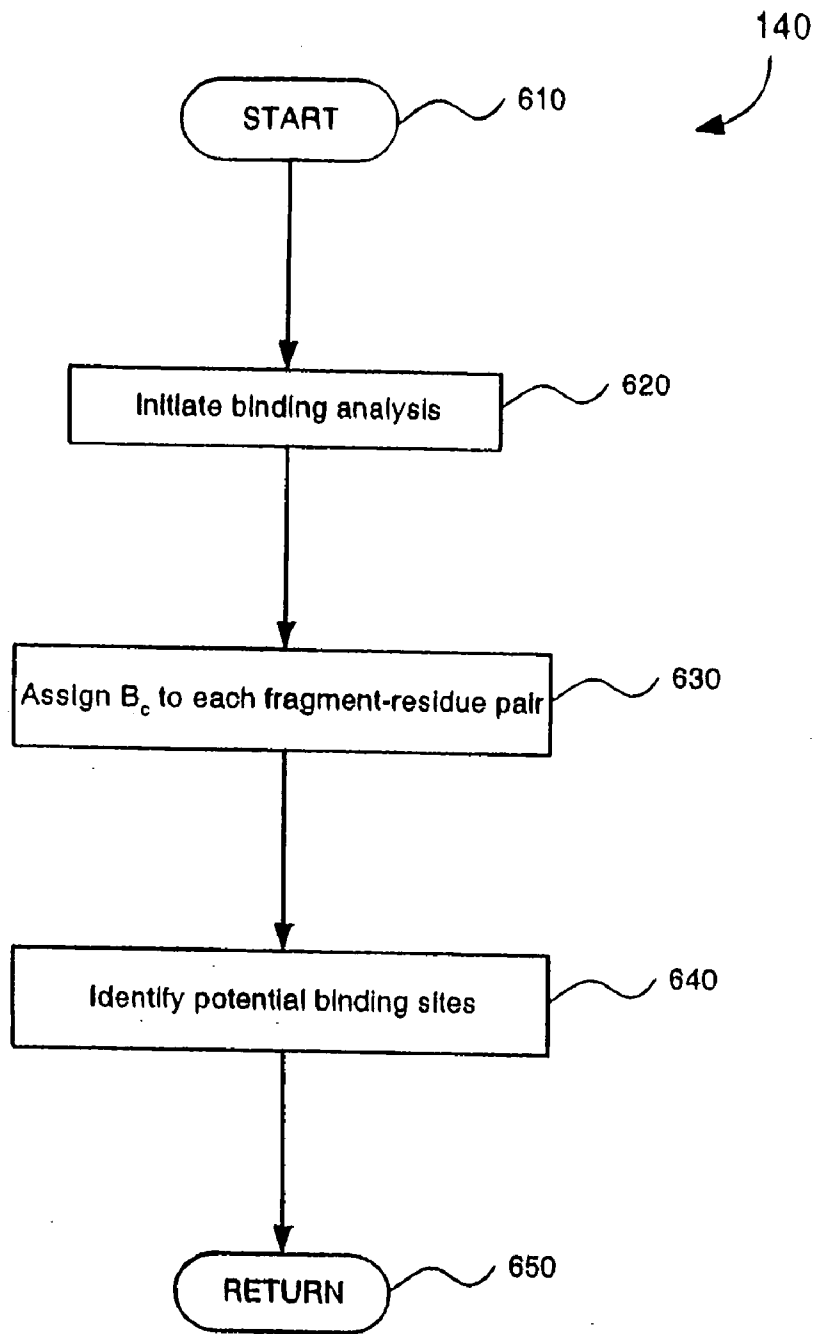 140
START
610
Initiate binding analysis
620
Assign Bc to each fragment-residue pair
630
Identify potential binding sites
640
RETURN
650